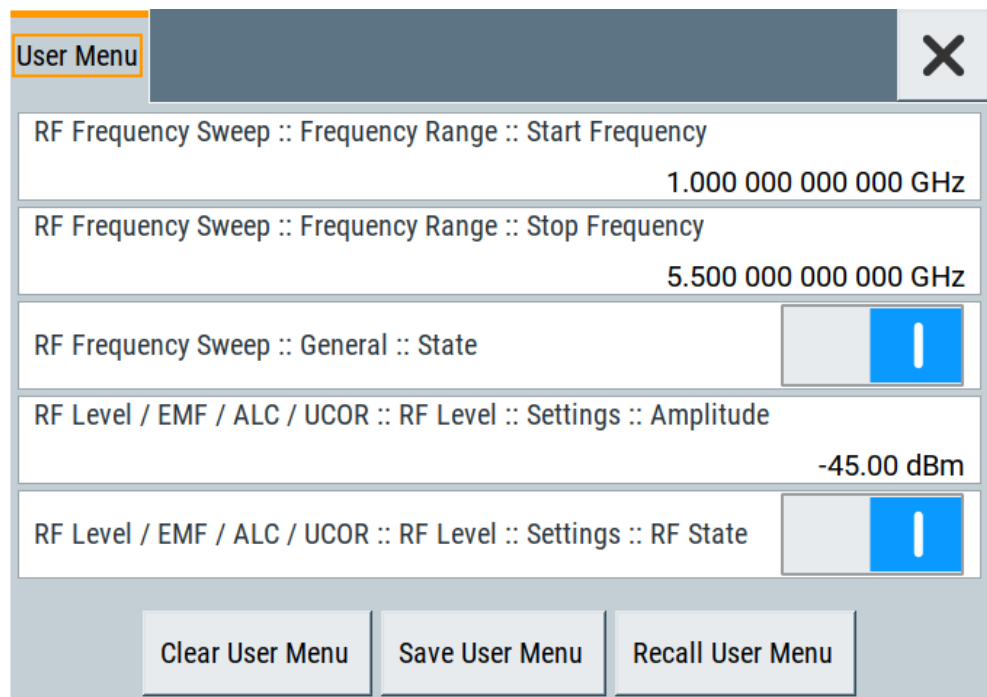 User Menu
RF Frequency Sweep :: Frequency Range :: Start Frequency
1.000 000 000 000 GHz
RF Frequency Sweep :: Frequency Range :: Stop Frequency
5.500 000 000 000 GHz
RF Frequency Sweep :: General :: State
RF Level / EMF / ALC / UCOR :: RF Level :: Settings :: Amplitude
-45.00 dBm
RF Level / EMF / ALC / UCOR :: RF Level :: Settings :: RF State
Clear User Menu Save User Menu Recall User Menu